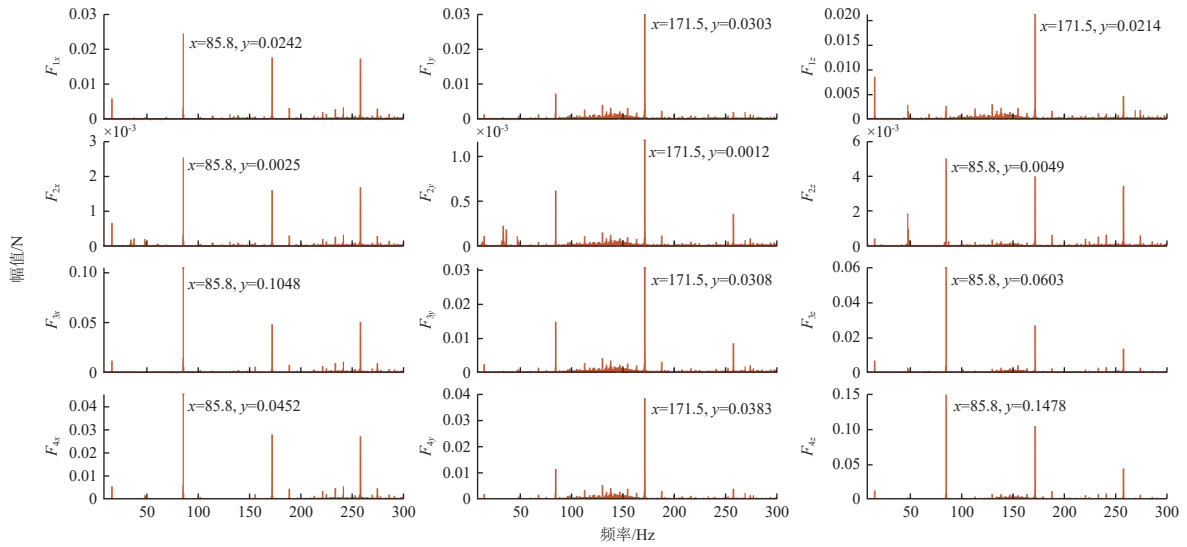 0.03
0.02
0.01
0
F1x
x=85.8, y=0.0242
0.03
0.02
0.01
0
F1y
x=171.5, y=0.0303
0.020
0.015
0.010
0.005
0
F1z
x=171.5, y=0.0214
×10⁻³
3
2
1
0
F2x
x=85.8, y=0.0025
×10⁻³
1.0
0.5
0
F2y
x=171.5, y=0.0012
×10⁻³
6
4
2
0
F2z
x=85.8, y=0.0049
幅值/N
0.10
0.05
0
F3x
x=85.8, y=0.1048
0.03
0.02
0.01
0
F3y
x=171.5, y=0.0308
0.06
0.04
0.02
0
F3z
x=85.8, y=0.0603
0.04
0.03
0.02
0.01
0
F4x
x=85.8, y=0.0452
50 100 150 200 250 300
0.04
0.03
0.02
0.01
0
F4y
x=171.5, y=0.0383
50 100 150 200 250 300
0.15
0.10
0.05
0
F4z
x=85.8, y=0.1478
50 100 150 200 250 300
频率/Hz